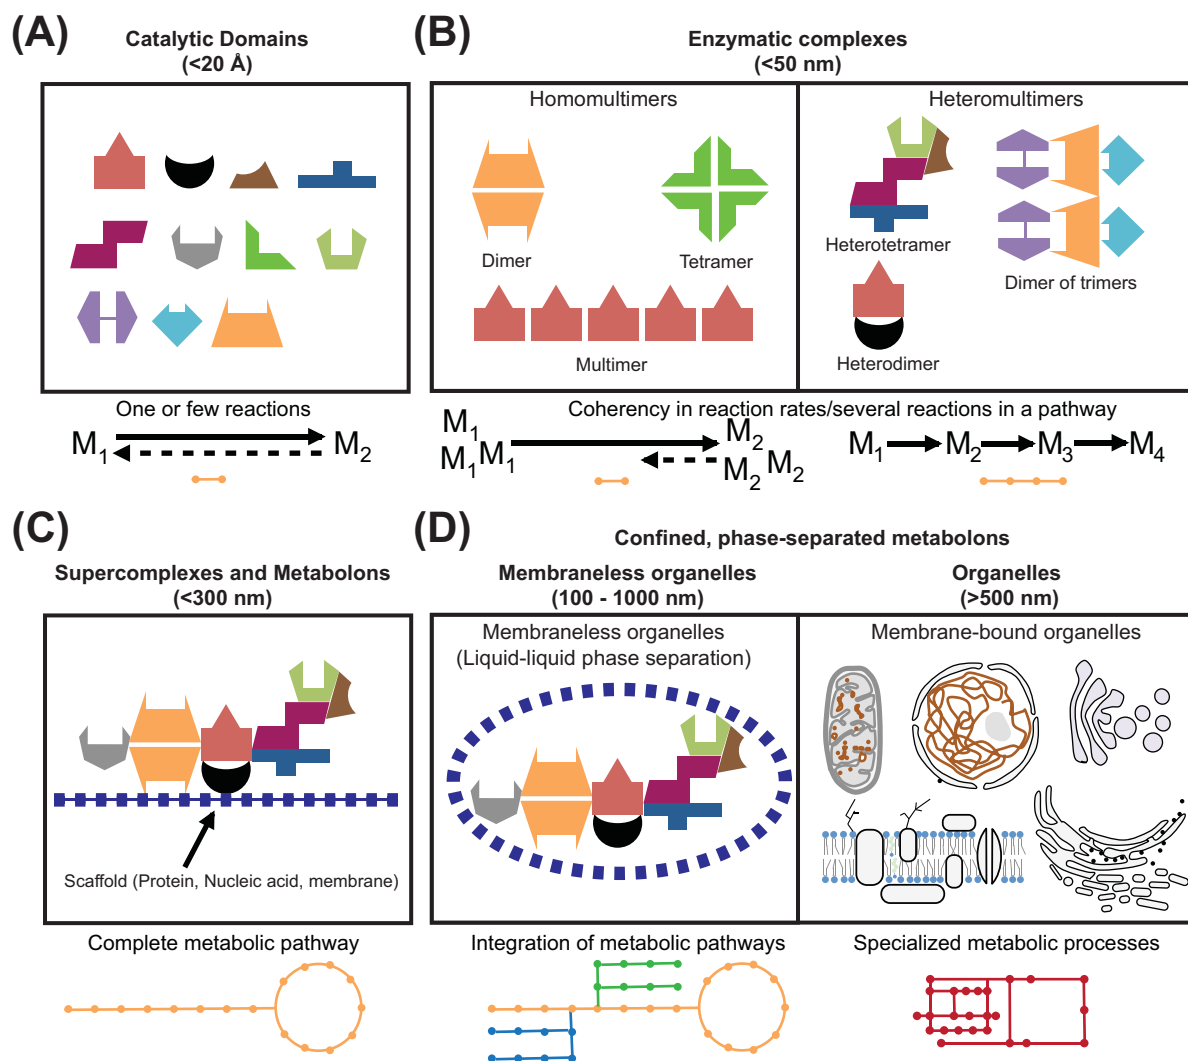 (A)
Catalytic Domains
(<20 Å)
One or few reactions
M1
M2
(B)
Enzymatic complexes
(<50 nm)
Homomultimers
Dimer
Tetramer
Multimer
Heteromultimers
Heterotetramer
Dimer of trimers
Heterodimer
Coherency in reaction rates/several reactions in a pathway
M1
M1 M1
M2
M2 M2
M1 M2 M3 M4
(C)
Supercomplexes and Metabolons
(<300 nm)
Scaffold (Protein, Nucleic acid, membrane)
Complete metabolic pathway
(D)
Confined, phase-separated metabolons
Membraneless organelles
(100 - 1000 nm)
Membraneless organelles
(Liquid-liquid phase separation)
Integration of metabolic pathways
Organelles
(>500 nm)
Membrane-bound organelles
Specialized metabolic processes